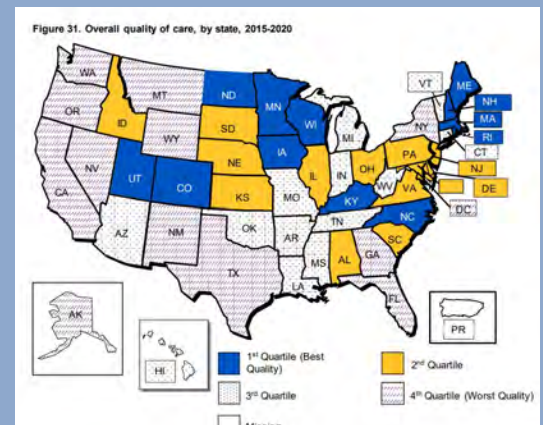 Figure 31. Overall quality of care, by state, 2015-2020
WA
MT
ND
MN
VT
ME
OR
ID
SD
WI
MI
NY
NH
MA
WY
RI
IA
PA
CT
NV
NE
IL
IN
OH
NJ
UT
CO
WV
VA
DE
CA
KS
MO
KY
DC
TN
NC
AZ
NM
OK
AR
SC
MS
AL
GA
TX
LA
FL
AK
HI
PR
1st Quartile (Best
Quality)
2nd Quartile
3rd Quartile
4th Quartile (Worst Quality)